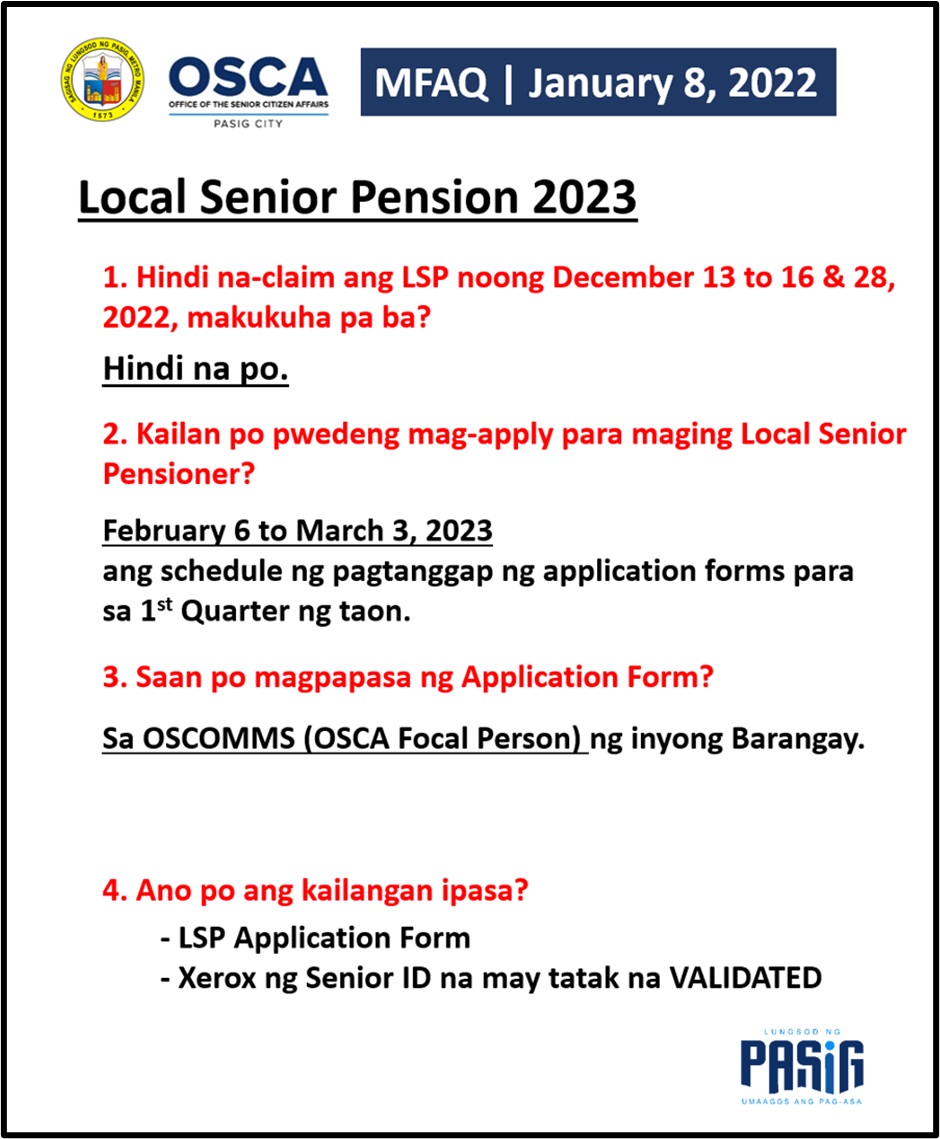 SAGISAG NG LUNGSOD NG PASIG, METRO MANILA
1573
OSCA
OFFICE OF THE SENIOR CITIZEN AFFAIRS
PASIG CITY
MFAQ | January 8, 2022
Local Senior Pension 2023
1. Hindi na-claim ang LSP noong December 13 to 16 & 28,
2022, makukuha pa ba?
Hindi na po.
2. Kailan po pwedeng mag-apply para maging Local Senior
Pensioner?
February 6 to March 3, 2023
ang schedule ng pagtanggap ng application forms para
sa 1st Quarter ng taon.
3. Saan po magpapasa ng Application Form?
Sa OSCOMMS (OSCA Focal Person) ng inyong Barangay.
4. Ano po ang kailangan ipasa?
- LSP Application Form
- Xerox ng Senior ID na may tatak na VALIDATED
LUNGSOD NG
PASiG
UMAAGOS ANG PAG-ASA